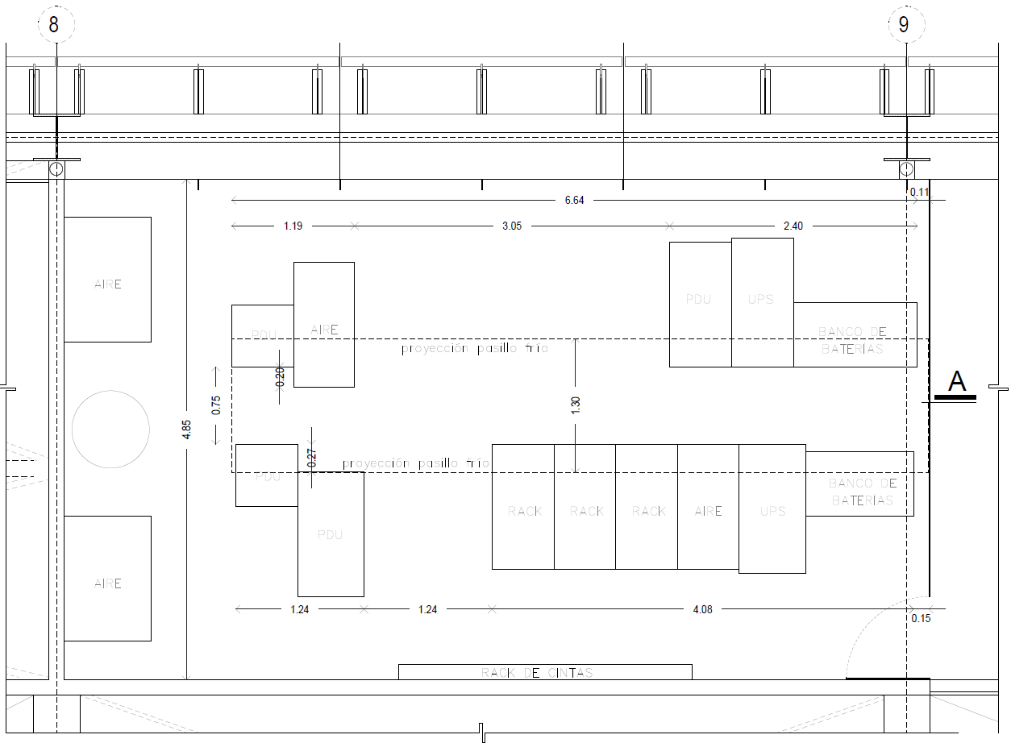 8
9
0.11
6.64
1.19
3.05
2.40
AIRE
PDU
UPS
PDU
AIRE
BANCO DE
BATERIAS
proyección pasillo frío
0.20
A
0.75
1.30
4.85
0.27
proyección pasillo frío
PDU
BANCO DE
BATERIAS
RACK
RACK
RACK
AIRE
UPS
PDU
AIRE
1.24
1.24
4.08
0.15
RACK DE CINTAS